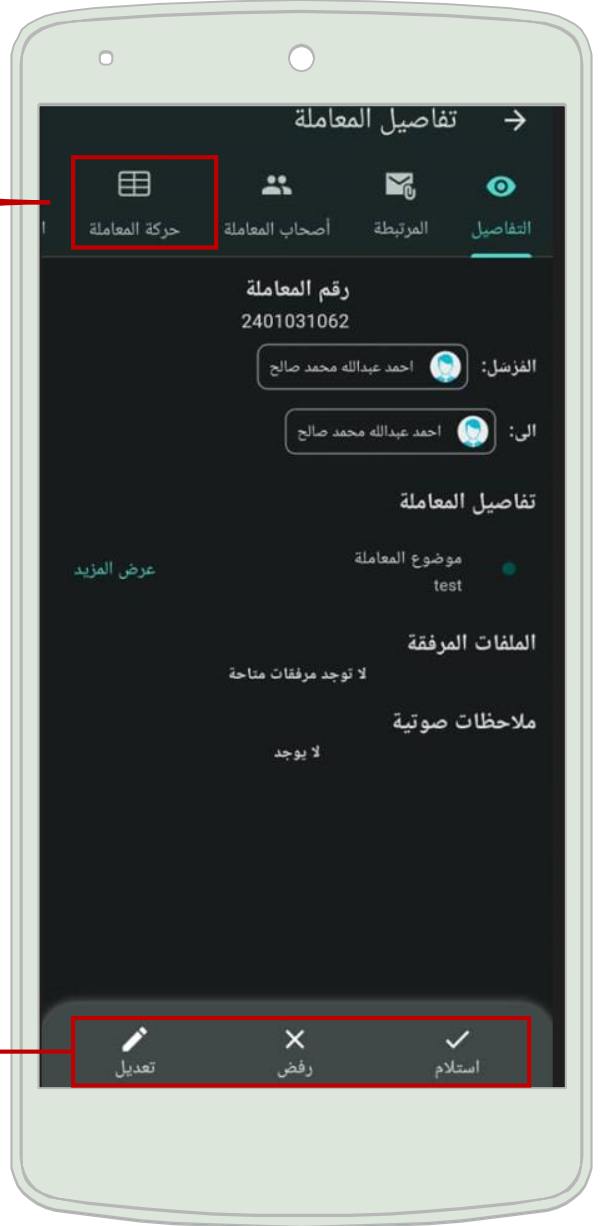 تفاصيل المعاملة
التفاصيل
المرتبطة
أصحاب المعاملة
حركة المعاملة
ا
رقم المعاملة
2401031062
الفزسَل: احمد عبدالله محمد صالح
الى: احمد عبدالله محمد صالح
تفاصيل المعاملة
موضوع المعاملة
عرض المزيد
test
الملفات المرفقة
لا توجد مرفقات متاحة
ملاحظات صوتية
لا يوجد
استلام
رفض
تعديل